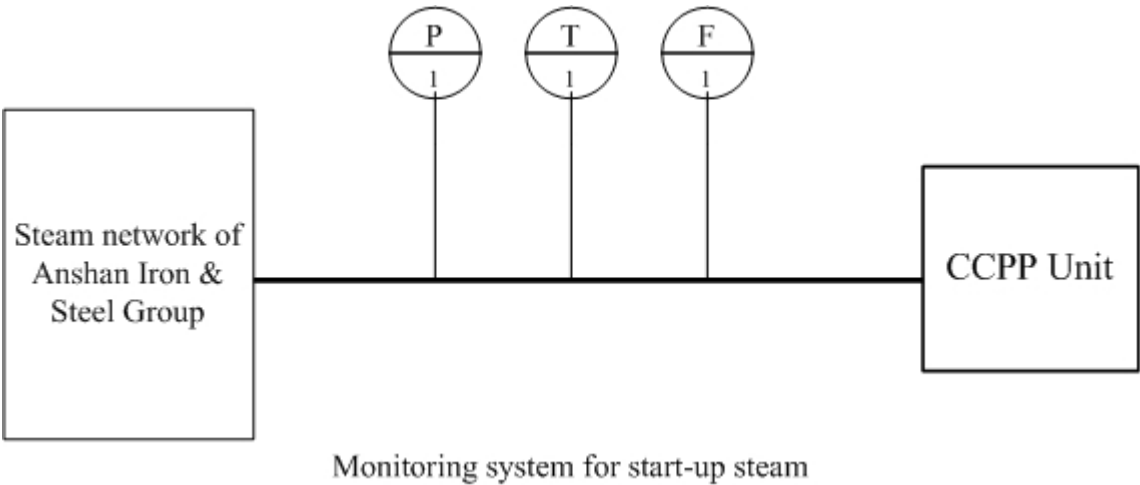 P
1
T
1
F
1
Steam network of
Anshan Iron &
Steel Group
CCPP Unit
Monitoring system for start-up steam